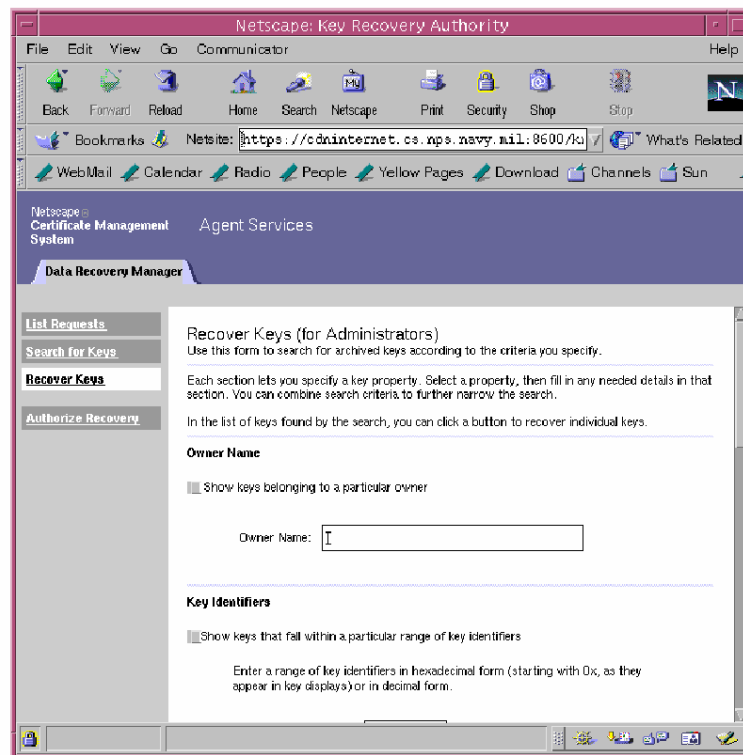 Netscape: Key Recovery Authority
File Edit View Go Communicator Help
Back Forward Reload Home Search Netscape Print Security Shop Stop
My
N
Bookmarks Netsite: https://cdninternet.cs.nps.navy.mil:8600/k What's Related
WebMail Calendar Radio People Yellow Pages Download Channels Sun
Netscape
Certificate Management
System
Agent Services
Data Recovery Manager
List Requests
Search for Keys
Recover Keys
Authorize Recovery
Recover Keys (for Administrators)
Use this form to search for archived keys according to the criteria you specify.
Each section lets you specify a key property. Select a property, then fill in any needed details in that
section. You can combine search criteria to further narrow the search.
In the list of keys found by the search, you can click a button to recover individual keys.
Owner Name
Show keys belonging to a particular owner
Owner Name:
Key Identifiers
Show keys that fall within a particular range of key identifiers
Enter a range of key identifiers in hexadecimal form (starting with 0x, as they
appear in key displays) or in decimal form.